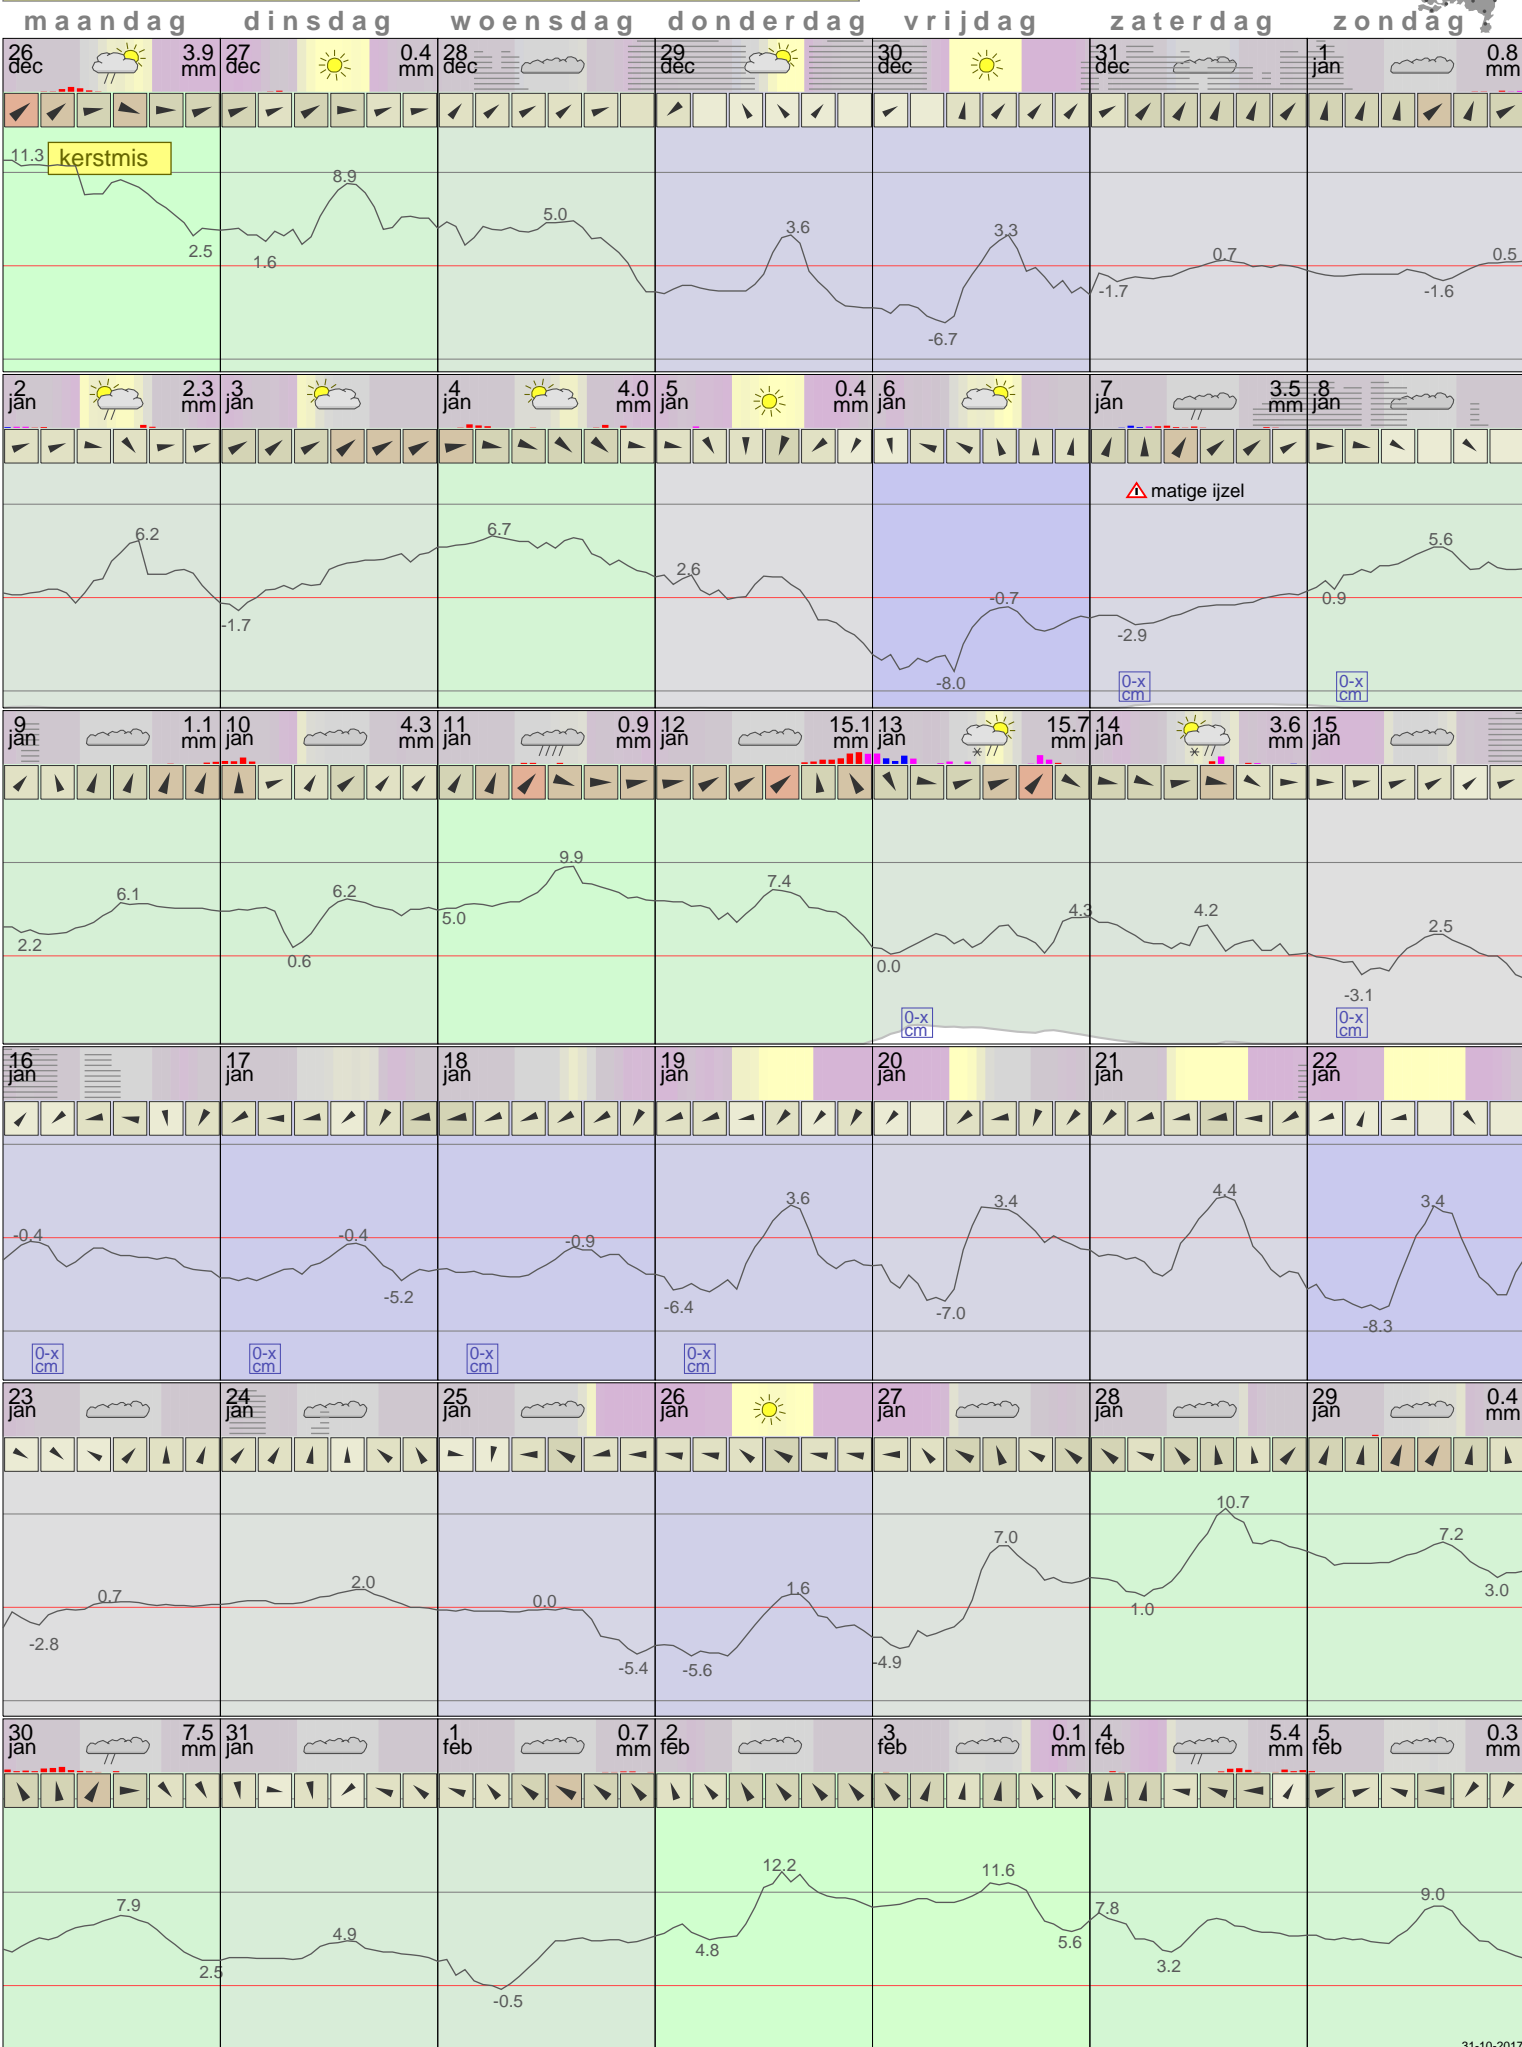 maandag dinsdag woensdag donderdag vrijdag zaterdag zondag
26 3.9 27 0.4 28 29 30 31 1 0.8
dec mm dec mm dec dec dec dec jan mm
11.3 kerstmis 2.5 1.6 8.9 5.0 3.6 -6.7 3.3 -1.7 0.7 -1.6 0.5
2 2.3 3 4 4.0 5 0.4 6 7 3.5 8
jan mm jan jan mm jan mm jan jan mm jan
matige ijzel
6.2 -1.7 6.7 2.6 -8.0 -0.7 -2.9 0.9 5.6
0-x 0-x
cm cm
9 1.1 10 4.3 11 0.9 12 15.1 13 15.7 14 3.6 15
jan mm jan mm jan mm jan mm jan mm jan mm jan
2.2 6.1 0.6 6.2 5.0 9.9 7.4 0.0 4.3 4.2 -3.1 2.5
0-x 0-x
cm cm
16 17 18 19 20 21 22
jan jan jan jan jan jan jan
-0.4 -0.4 -5.2 -0.9 -6.4 3.6 -7.0 3.4 4.4 -8.3 3.4
0-x 0-x 0-x 0-x
cm cm cm cm
23 24 25 26 27 28 29 0.4
jan jan jan jan jan jan jan mm
-2.8 0.7 2.0 0.0 -5.4 -5.6 1.6 -4.9 7.0 1.0 10.7 7.2 3.0
30 7.5 31 1 0.7 2 3 0.1 4 5.4 5 0.3
jan mm jan feb mm feb feb mm feb mm feb mm
7.9 2.5 4.9 -0.5 4.8 12.2 11.6 5.6 7.8 3.2 9.0
31-10-2017